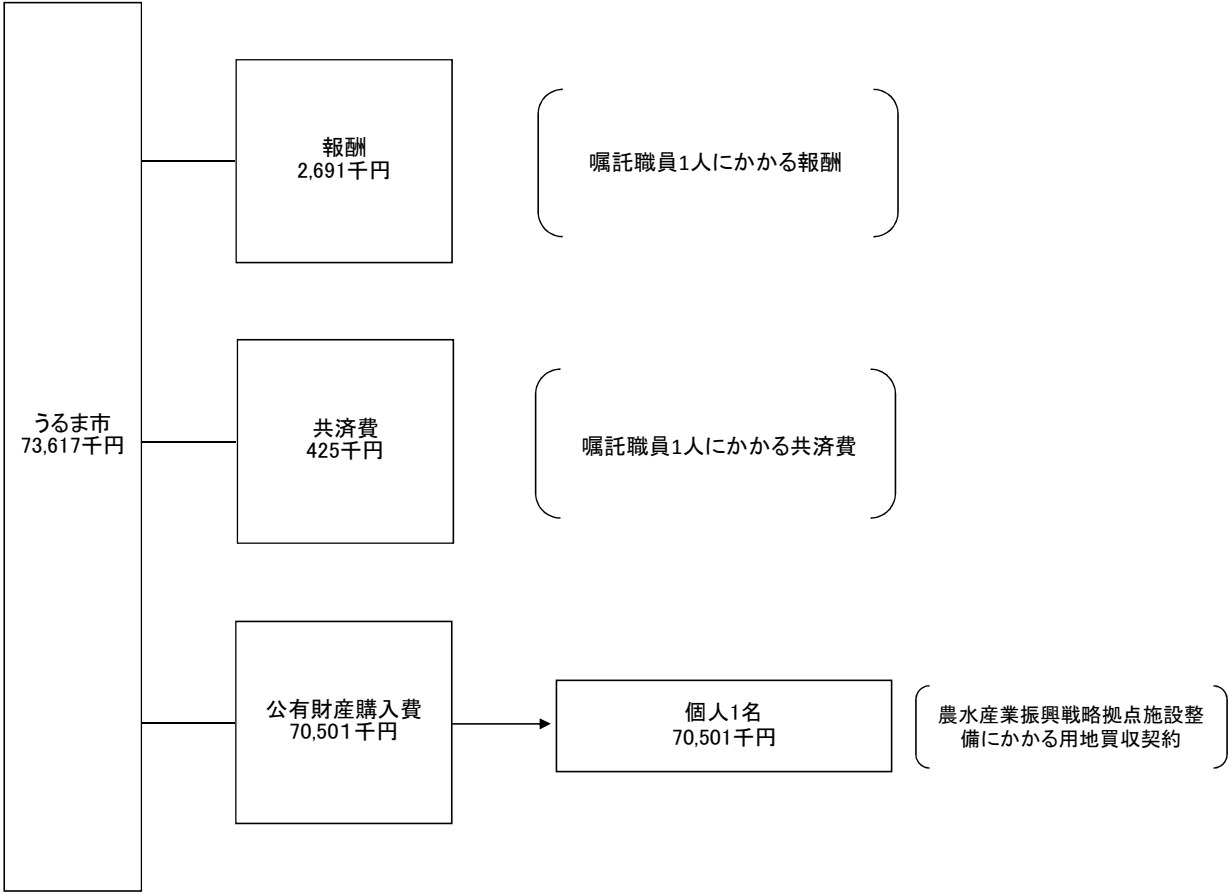 うるま市
73,617千円
報酬
2,691千円
嘱託職員1人にかかる報酬
共済費
425千円
嘱託職員1人にかかる共済費
公有財産購入費
70,501千円
個人1名
70,501千円
農水産業振興戦略拠点施設整
備にかかる用地買収契約